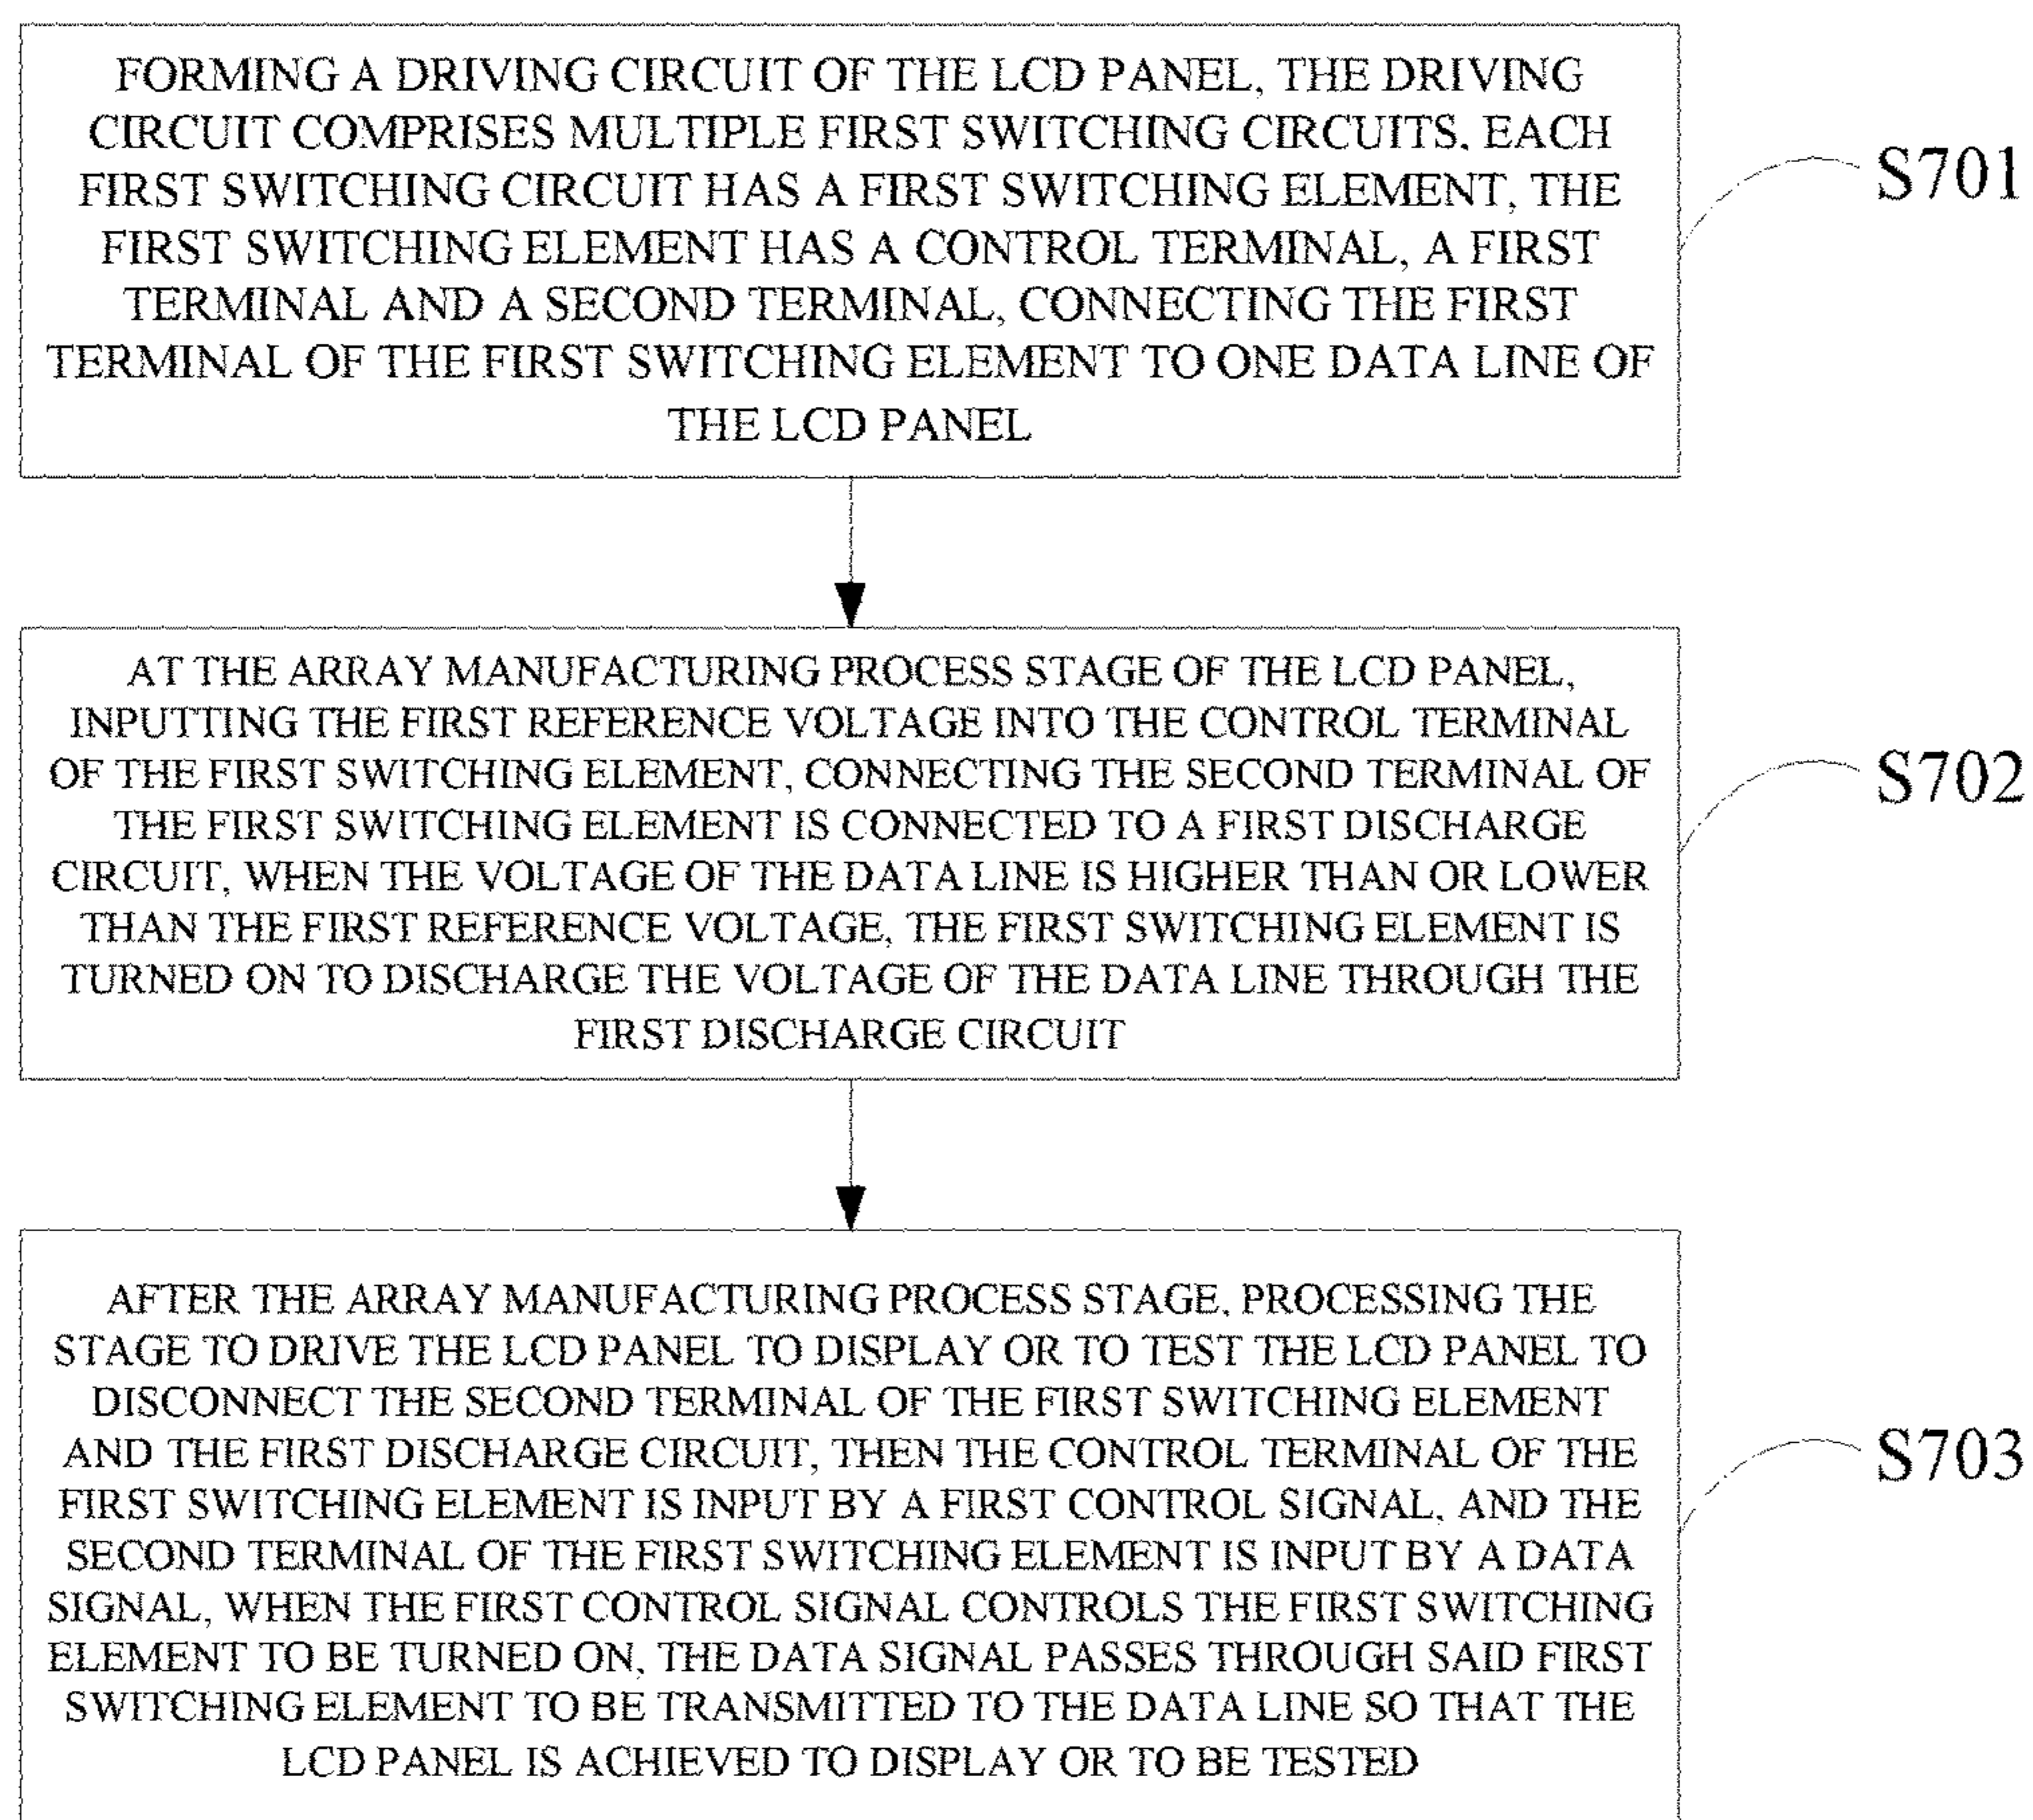 FORMING A DRIVING CIRCUIT OF THE LCD PANEL, THE DRIVING
CIRCUIT COMPRISES MULTIPLE FIRST SWITCHING CIRCUITS. EACH
FIRST SWITCHING CIRCUIT HAS A FIRST SWITCHING ELEMENT, THE
FIRST SWITCHING ELEMENT HAS A CONTROL TERMINAL, A FIRST
TERMINAL AND A SECOND TERMINAL, CONNECTING THE FIRST
TERMINAL OF THE FIRST SWITCHING ELEMENT TO ONE DATA LINE OF
THE LCD PANEL
S701
AT THE ARRAY MANUFACTURING PROCESS STAGE OF THE LCD PANEL,
INPUTTING THE FIRST REFERENCE VOLTAGE INTO THE CONTROL TERMINAL
OF THE FIRST SWITCHING ELEMENT, CONNECTING THE SECOND TERMINAL OF
THE FIRST SWITCHING ELEMENT IS CONNECTED TO A FIRST DISCHARGE
CIRCUIT, WHEN THE VOLTAGE OF THE DATA LINE IS HIGHER THAN OR LOWER
THAN THE FIRST REFERENCE VOLTAGE, THE FIRST SWITCHING ELEMENT IS
TURNED ON TO DISCHARGE THE VOLTAGE OF THE DATA LINE THROUGH THE
FIRST DISCHARGE CIRCUIT
S702
AFTER THE ARRAY MANUFACTURING PROCESS STAGE, PROCESSING THE
STAGE TO DRIVE THE LCD PANEL TO DISPLAY OR TO TEST THE LCD PANEL TO
DISCONNECT THE SECOND TERMINAL OF THE FIRST SWITCHING ELEMENT
AND THE FIRST DISCHARGE CIRCUIT, THEN THE CONTROL TERMINAL OF THE
FIRST SWITCHING ELEMENT IS INPUT BY A FIRST CONTROL SIGNAL, AND THE
SECOND TERMINAL OF THE FIRST SWITCHING ELEMENT IS INPUT BY A DATA
SIGNAL, WHEN THE FIRST CONTROL SIGNAL CONTROLS THE FIRST SWITCHING
ELEMENT TO BE TURNED ON, THE DATA SIGNAL PASSES THROUGH SAID FIRST
SWITCHING ELEMENT TO BE TRANSMITTED TO THE DATA LINE SO THAT THE
LCD PANEL IS ACHIEVED TO DISPLAY OR TO BE TESTED
S703